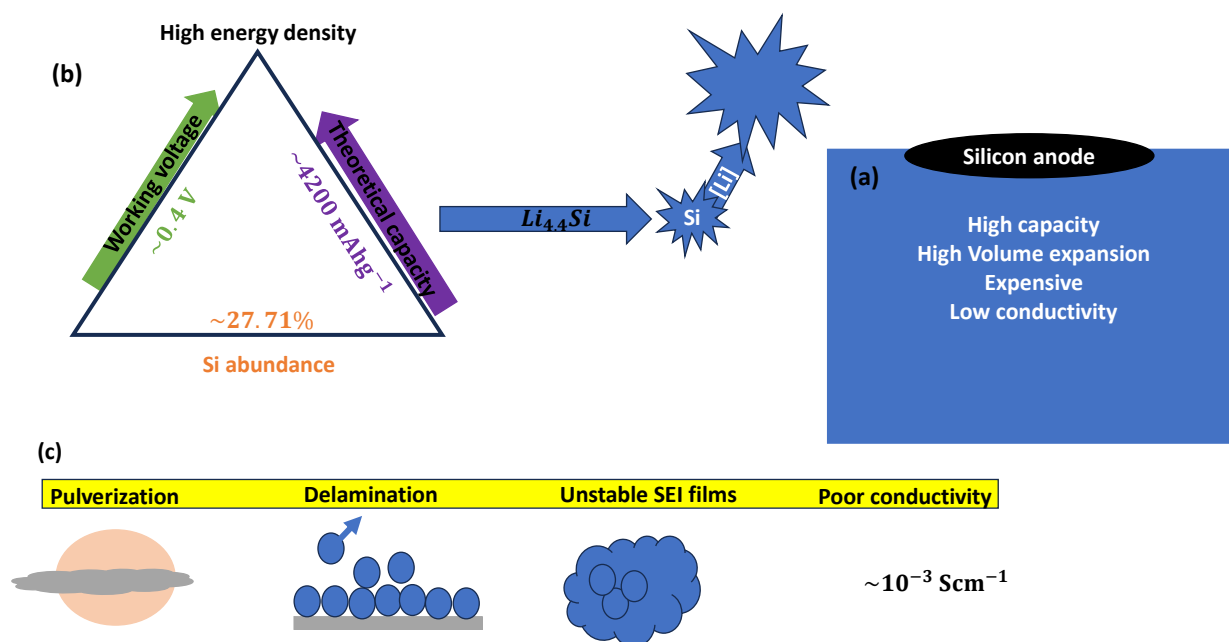 High energy density
(b)
Working voltage
~0.4 V
Theoretical capacity
~4200 mAhg⁻¹
~27.71%
Si abundance
Li₄.₄Si
Si
[Li]
(a)
Silicon anode
High capacity
High Volume expansion
Expensive
Low conductivity
(c)
Pulverization
Delamination
Unstable SEI films
Poor conductivity
~10⁻³ Scm⁻¹